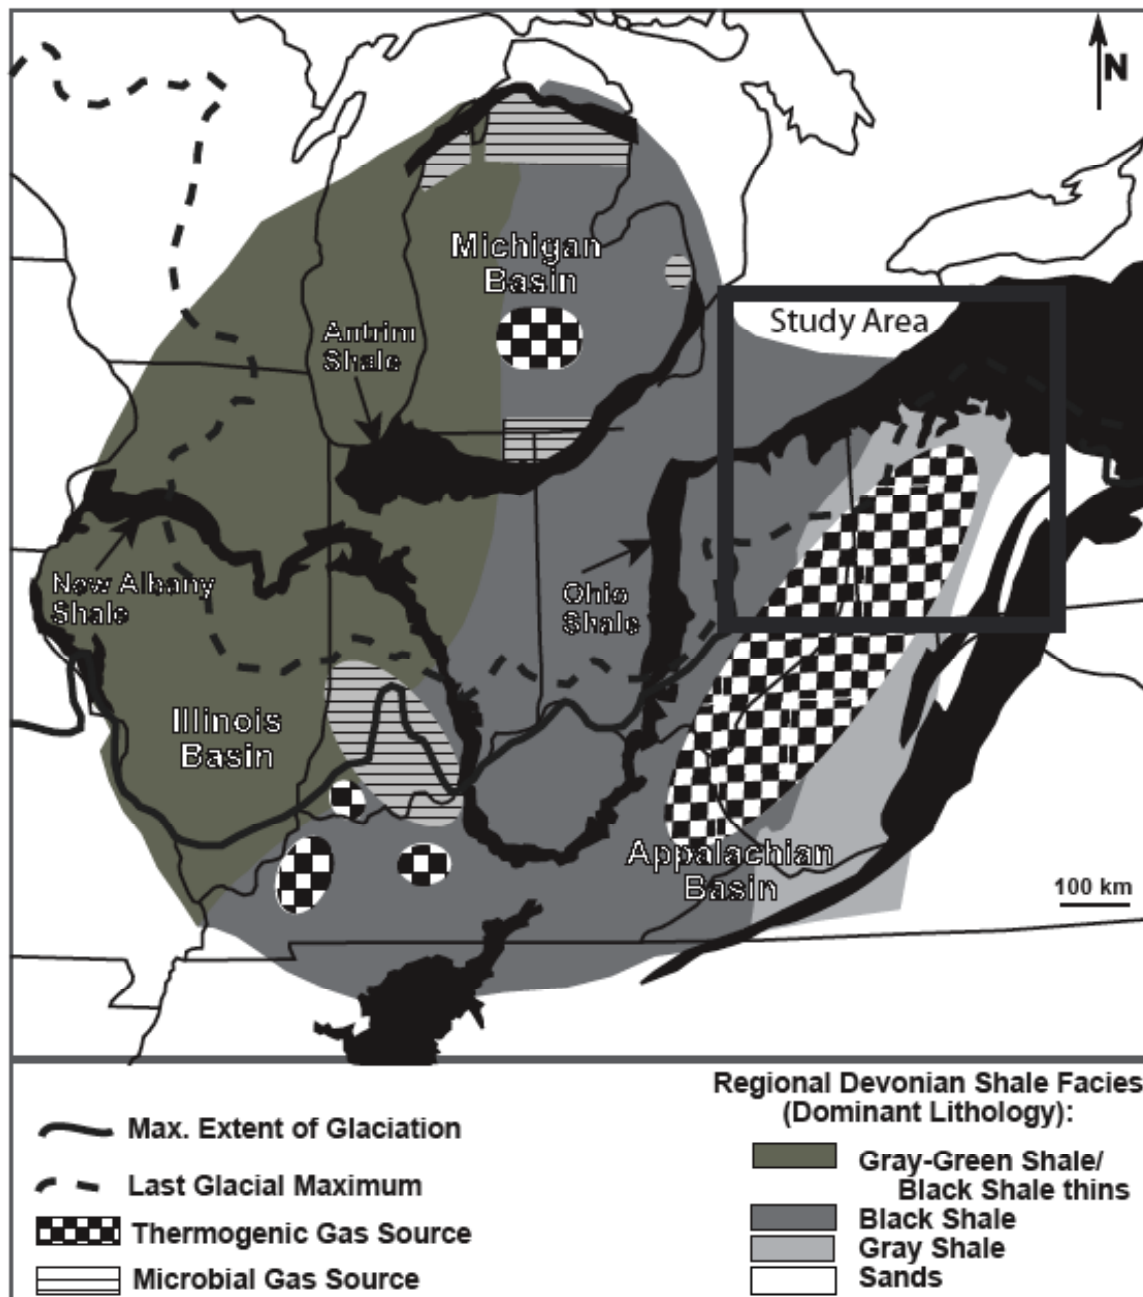 N
Michigan
Basin
Study Area
Antrim
Shale
New Albany
Shale
Ohio
Shale
Illinois
Basin
Appalachian
Basin
100 km
Max. Extent of Glaciation
Last Glacial Maximum
Thermogenic Gas Source
Microbial Gas Source
Regional Devonian Shale Facies
(Dominant Lithology):
Gray-Green Shale/
Black Shale thins
Black Shale
Gray Shale
Sands